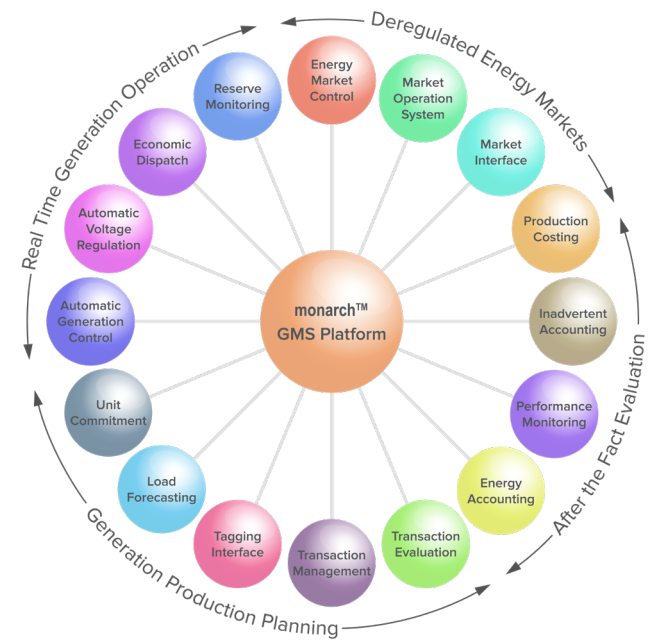 Deregulated Energy Markets
Real Time Generation Operation
After the Fact Evaluation
Generation Production Planning
monarch™
GMS Platform
Energy
Market
Control
Market
Operation
System
Market
Interface
Production
Costing
Inadvertent
Accounting
Performance
Monitoring
Energy
Accounting
Transaction
Evaluation
Transaction
Management
Tagging
Interface
Load
Forecasting
Unit
Commitment
Automatic
Generation
Control
Automatic
Voltage
Regulation
Economic
Dispatch
Reserve
Monitoring